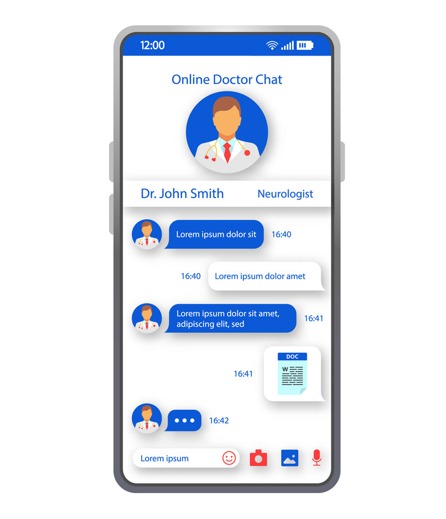 12:00
Online Doctor Chat
Dr. John Smith Neurologist
Lorem ipsum dolor sit 16:40
16:40 Lorem ipsum dolor amet
Lorem ipsum dolor sit amet,
adipiscing elit, sed 16:41
DOC
W
16:41
16:42
Lorem ipsum